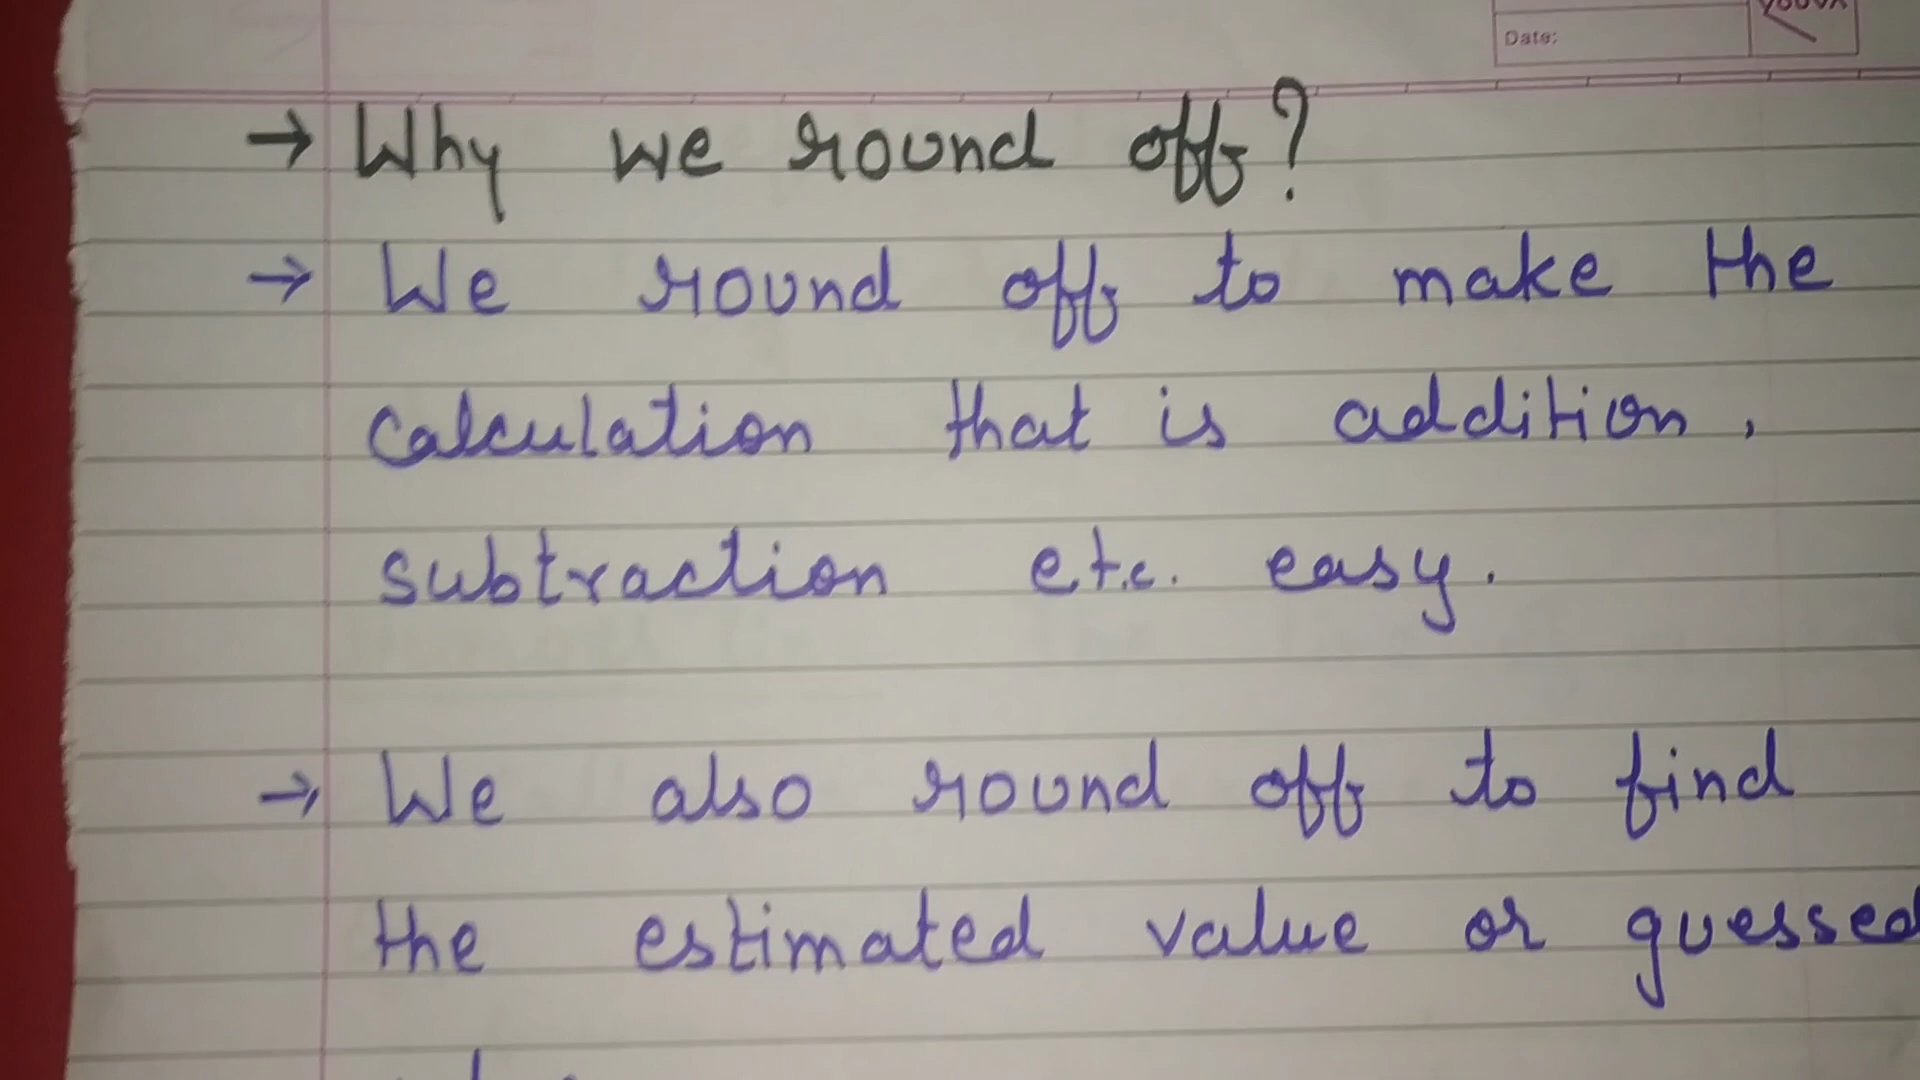 Date:
→ Why we round off?
→ We round off to make the
calculation that is addition,
subtraction etc. easy.
→ We also round off to find
the estimated value or guessed